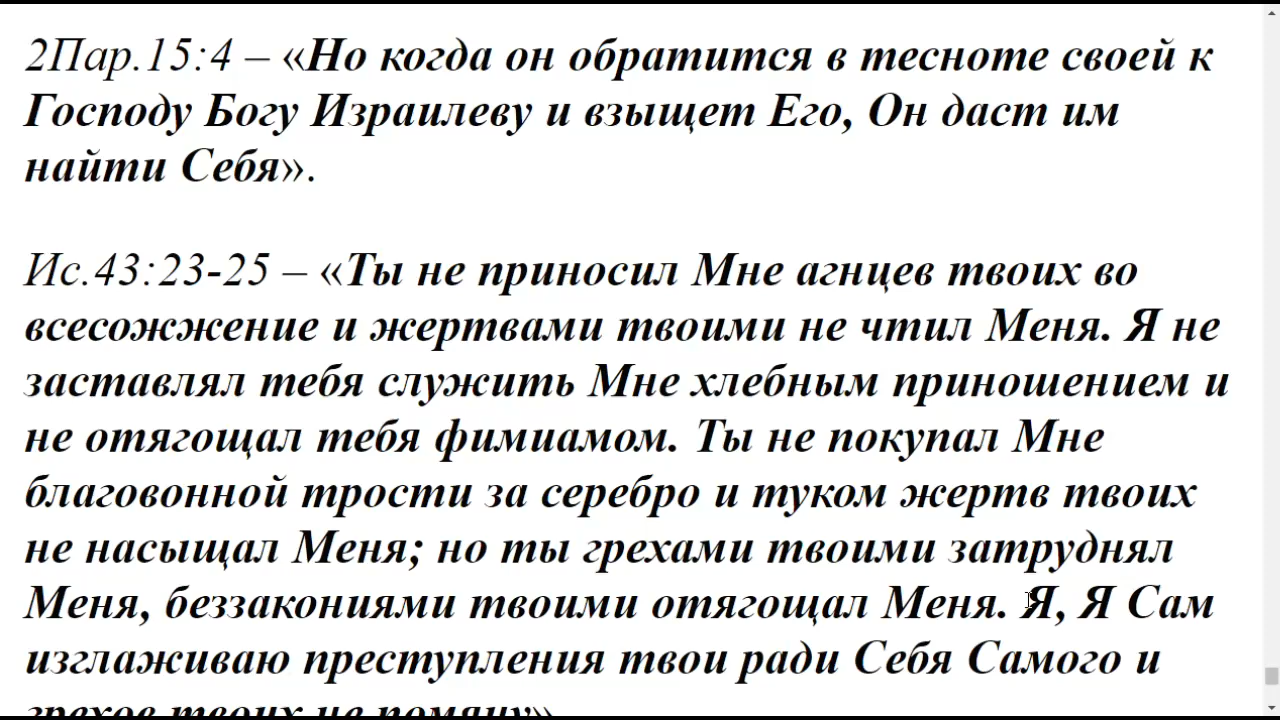 2Пар.15:4 – «Но когда он обратится в тесноте своей к
Господу Богу Израилеву и взыщет Его, Он даст им
найти Себя».
Ис.43:23-25 – «Ты не приносил Мне агнцев твоих во
всесожжение и жертвами твоими не чтил Меня. Я не
заставлял тебя служить Мне хлебным приношением и
не отягощал тебя фимиамом. Ты не покупал Мне
благовонной трости за серебро и туком жертв твоих
не насыщал Меня; но ты грехами твоими затруднял
Меня, беззакониями твоими отягощал Меня. Я, Я Сам
изглаживаю преступления твои ради Себя Самого и
грехов твоих не помяну»